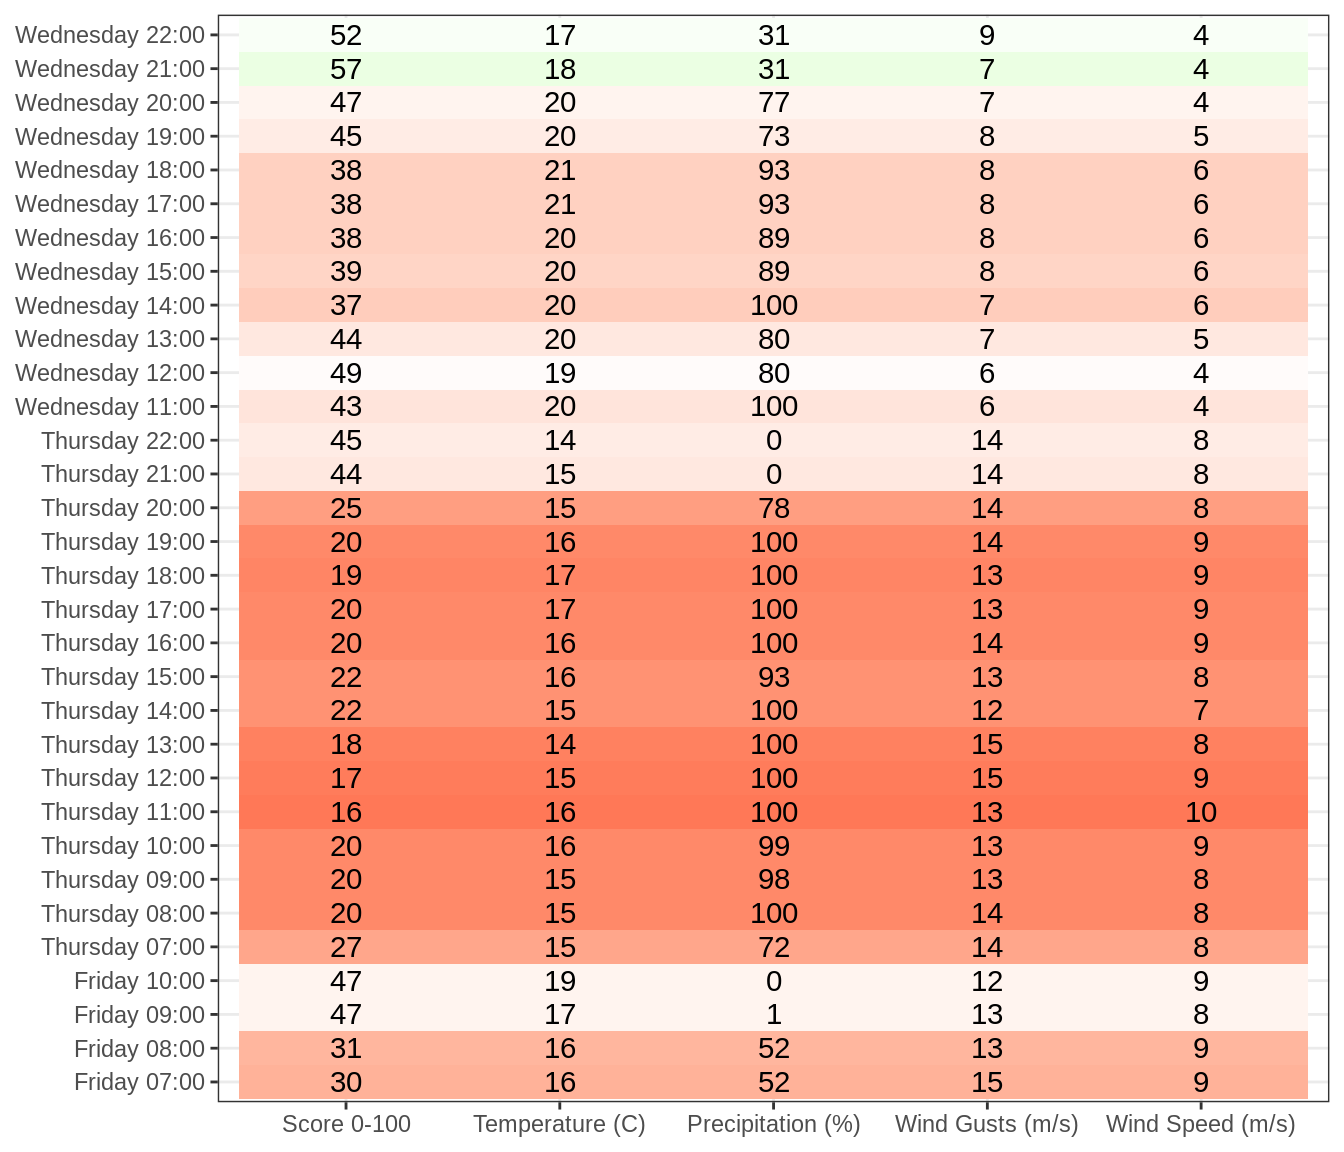 Wednesday 22:00 52 17 31 9 4
Wednesday 21:00 57 18 31 7 4
Wednesday 20:00 47 20 77 7 4
Wednesday 19:00 45 20 73 8 5
Wednesday 18:00 38 21 93 8 6
Wednesday 17:00 38 21 93 8 6
Wednesday 16:00 38 20 89 8 6
Wednesday 15:00 39 20 89 8 6
Wednesday 14:00 37 20 100 7 6
Wednesday 13:00 44 20 80 7 5
Wednesday 12:00 49 19 80 6 4
Wednesday 11:00 43 20 100 6 4
Thursday 22:00 45 14 0 14 8
Thursday 21:00 44 15 0 14 8
Thursday 20:00 25 15 78 14 8
Thursday 19:00 20 16 100 14 9
Thursday 18:00 19 17 100 13 9
Thursday 17:00 20 17 100 13 9
Thursday 16:00 20 16 100 14 9
Thursday 15:00 22 16 93 13 8
Thursday 14:00 22 15 100 12 7
Thursday 13:00 18 14 100 15 8
Thursday 12:00 17 15 100 15 9
Thursday 11:00 16 16 100 13 10
Thursday 10:00 20 16 99 13 9
Thursday 09:00 20 15 98 13 8
Thursday 08:00 20 15 100 14 8
Thursday 07:00 27 15 72 14 8
Friday 10:00 47 19 0 12 9
Friday 09:00 47 17 1 13 8
Friday 08:00 31 16 52 13 9
Friday 07:00 30 16 52 15 9
Score 0-100 Temperature (C) Precipitation (%) Wind Gusts (m/s) Wind Speed (m/s)